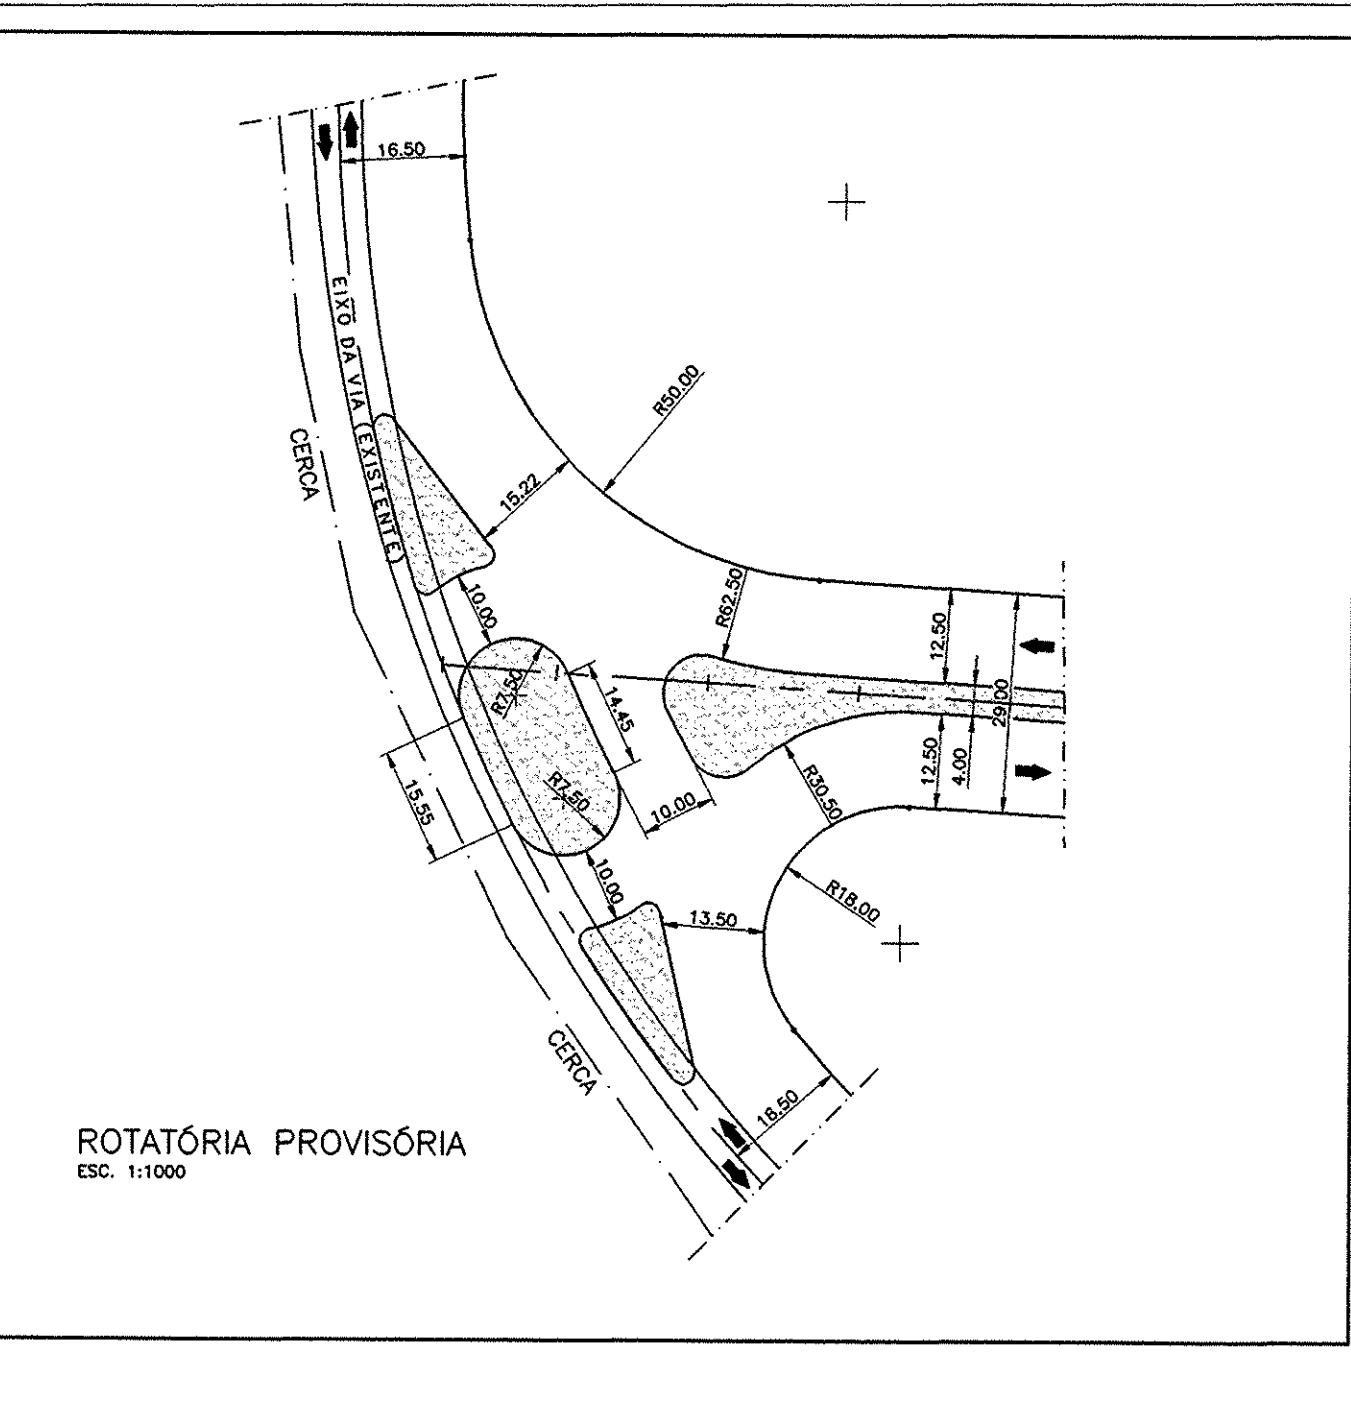 16.50
EIXO DA VIA (EXISTENTE)
CERCA
R50.00
15.22
10.00
R62.50
12.50
R7.50
14.45
29.00
R7.50
15.55
10.00
R30.50
12.50
4.00
10.00
R18.00
13.50
CERCA
18.50
ROTATÓRIA PROVISÓRIA
ESC. 1:1000